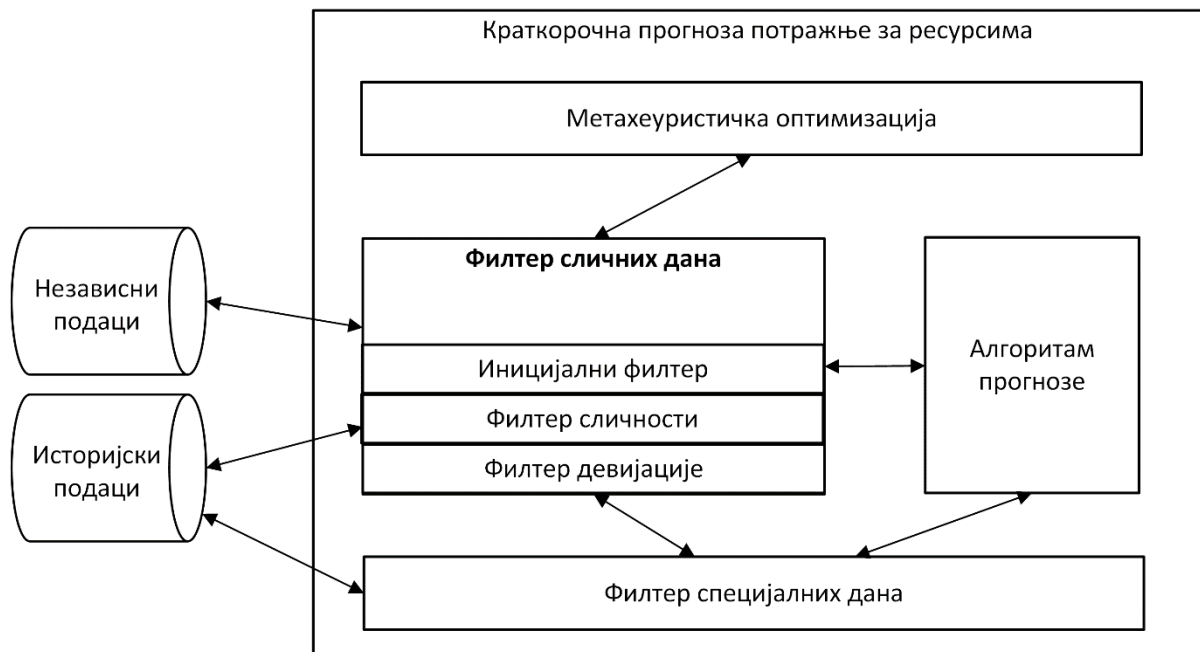 Краткорочна прогноза потражње за ресурсима
Метахеуристичка оптимизација
Независни
подаци
Филтер сличних дана
Иницијални филтер
Филтер сличности
Филтер девијације
Алгоритам
прогнозе
Историјски
подаци
Филтер специјалних дана